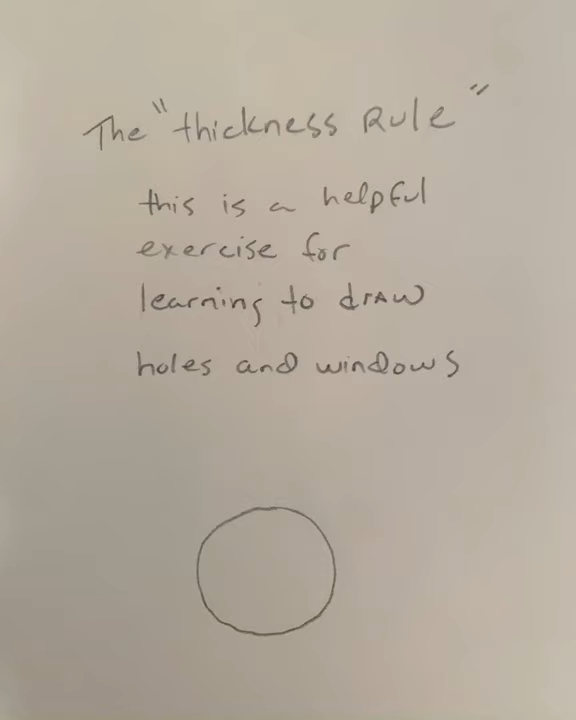 The "thickness Rule"
this is a helpful
exercise for
learning to draw
holes and windows